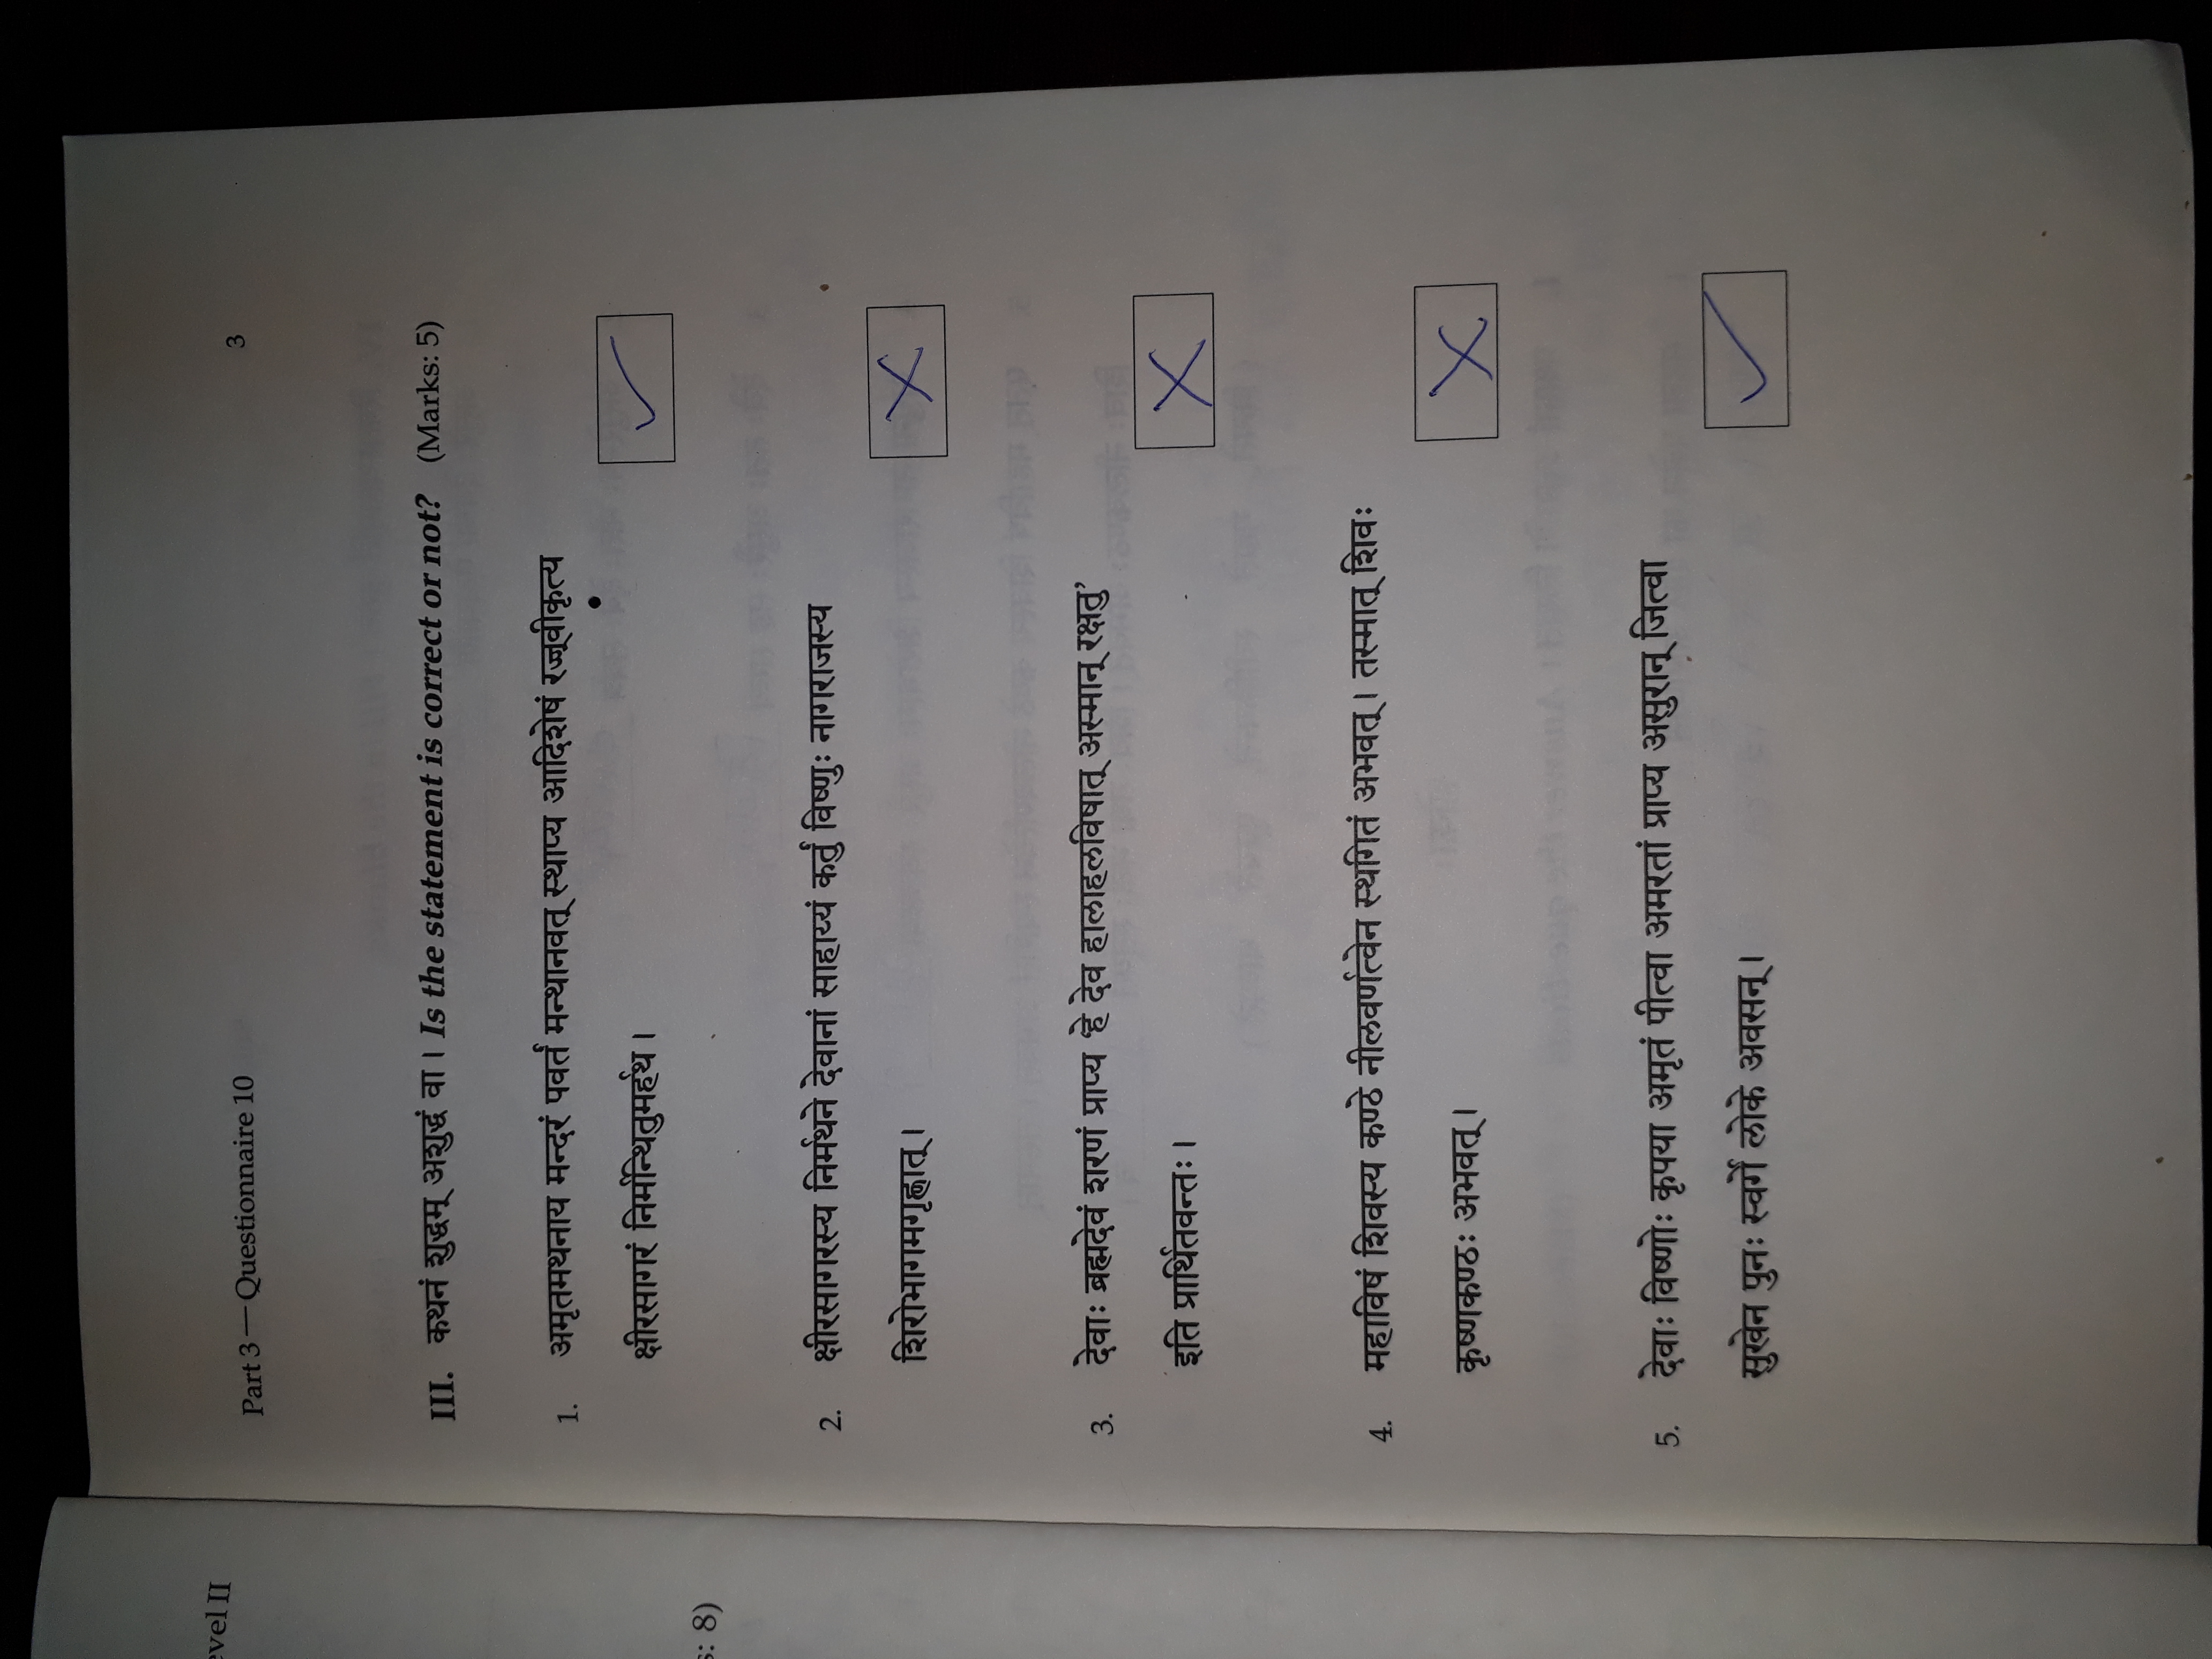 evel II
s: 8)
Part 3 — Questionnaire 10 3
III. कथनं शुद्धम् अशुद्धं वा। Is the statement is correct or not? (Marks: 5)
1. अमृतमथनाय मन्दरं पवर्तं मन्थानवत् स्थाप्य आदिशेषं रज्जूवीकृत्य
क्षीरसागरं निर्मन्थितुमर्हथ। ✓
2. क्षीरसागरस्य निर्मथने देवानां साहाय्यं कर्तुं विष्णुः नागराजस्य
शिरोभागमगृह्णात्। X
3. देवाः ब्रह्मदेवं शरणं प्राप्य ‘हे देव हालाहलविषात् अस्मान् रक्षतु’
इति प्रार्थितवन्तः। X
4. महाविषं शिवस्य कण्ठे नीलवर्णत्वेन स्थगितं अभवत्। तस्मात् शिवः
कृष्णकण्ठः अभवत्। X
5. देवाः विष्णोः कृपया अमृतं पीत्वा अमरतां प्राप्य असुरान् जित्वा
सुखेन पुनः स्वर्गे लोके अवसन्। ✓